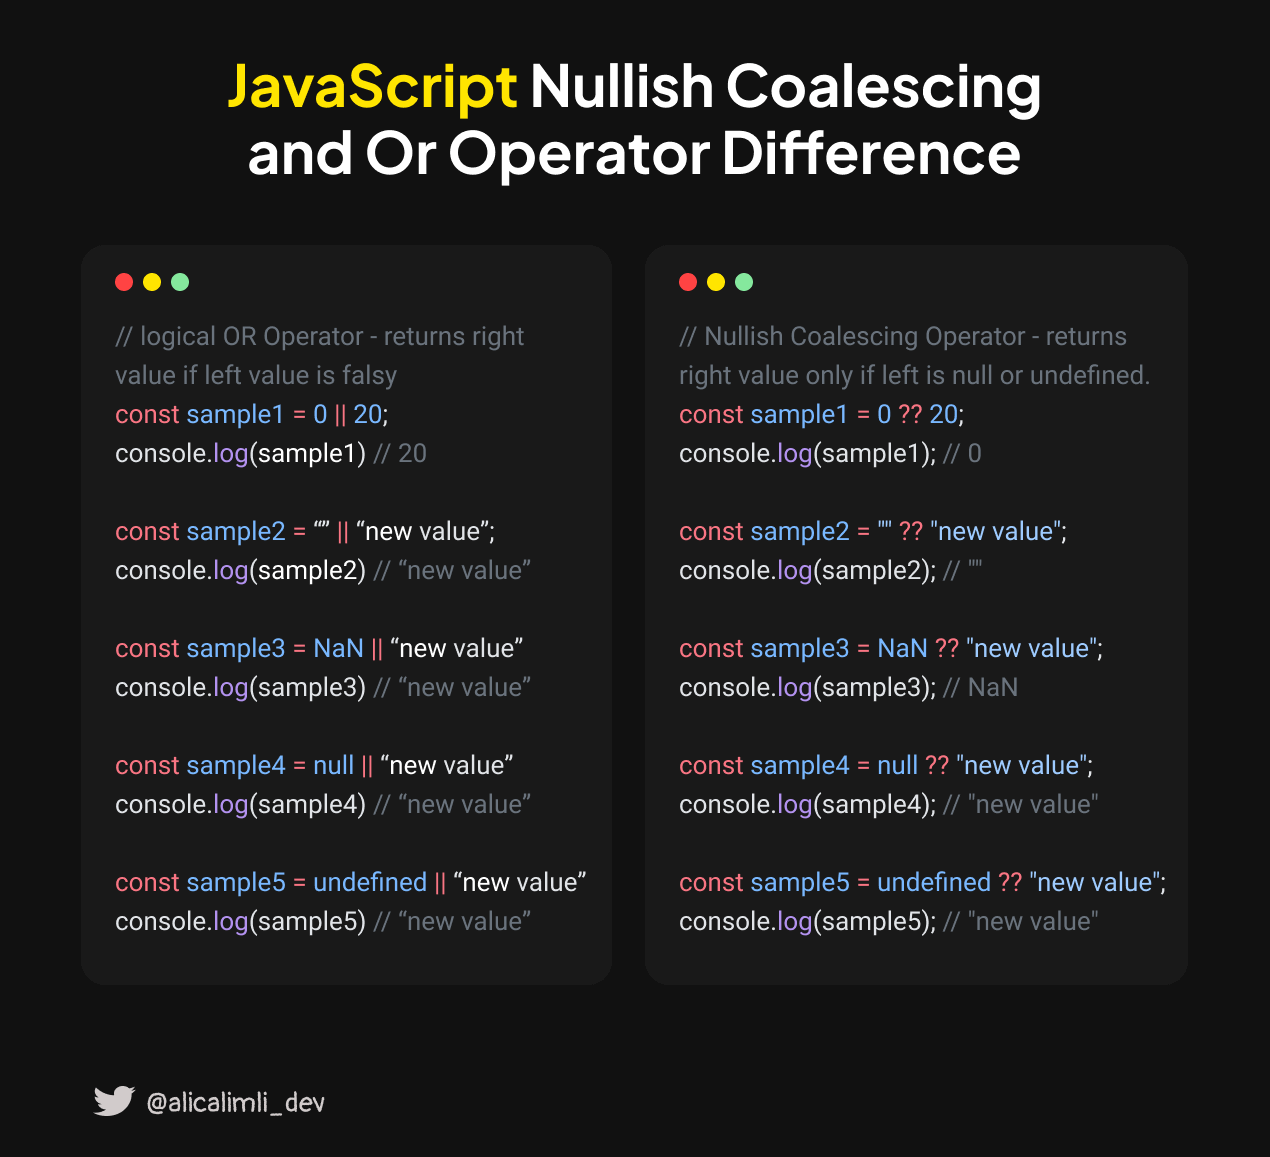 JavaScript Nullish Coalescing
and Or Operator Difference
// logical OR Operator - returns right
value if left value is falsy
const sample1 = 0 || 20;
console.log(sample1) // 20
const sample2 = “” || “new value”;
console.log(sample2) // “new value”
const sample3 = NaN || “new value”
console.log(sample3) // “new value”
const sample4 = null || “new value”
console.log(sample4) // “new value”
const sample5 = undefined || “new value”
console.log(sample5) // “new value”
// Nullish Coalescing Operator - returns
right value only if left is null or undefined.
const sample1 = 0 ?? 20;
console.log(sample1); // 0
const sample2 = "" ?? "new value";
console.log(sample2); // ""
const sample3 = NaN ?? "new value";
console.log(sample3); // NaN
const sample4 = null ?? "new value";
console.log(sample4); // "new value"
const sample5 = undefined ?? "new value";
console.log(sample5); // "new value"
@alicalimli_dev